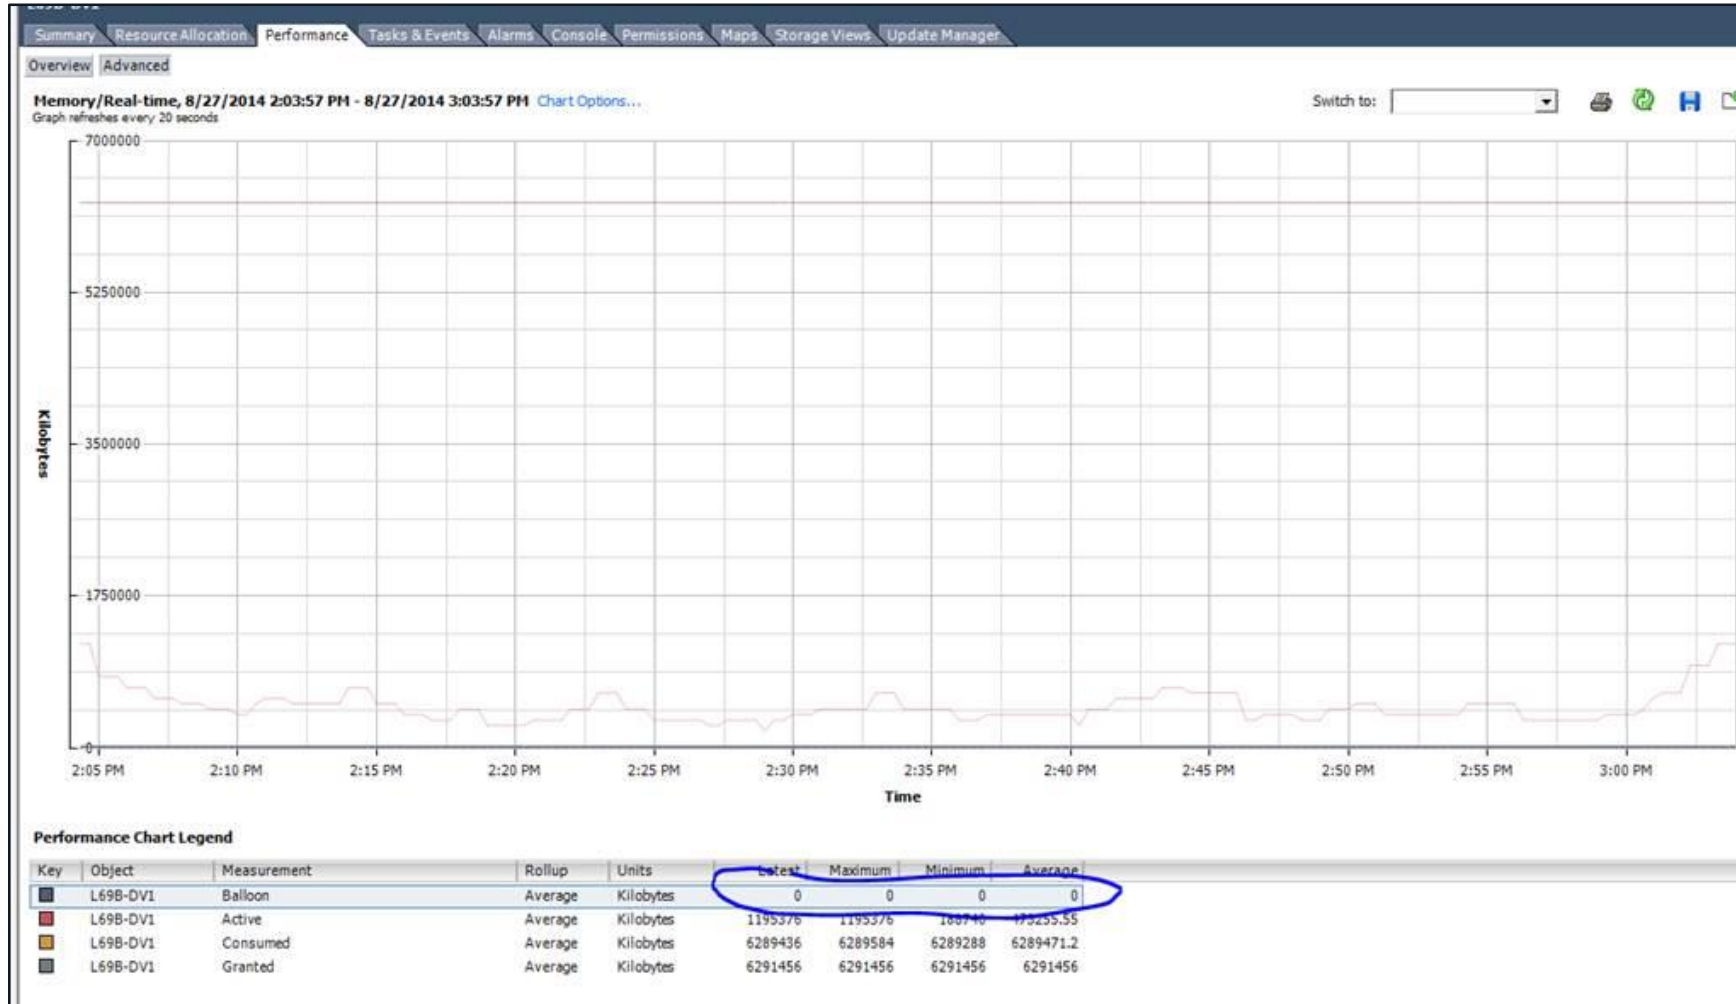 L69B-DV1
Summary Resource Allocation Performance Tasks & Events Alarms Console Permissions Maps Storage Views Update Manager
Overview Advanced
Memory/Real-time, 8/27/2014 2:03:57 PM - 8/27/2014 3:03:57 PM Chart Options... Switch to:
Graph refreshes every 20 seconds
7000000
5250000
3500000
1750000
0
Kilobytes
2:05 PM 2:10 PM 2:15 PM 2:20 PM 2:25 PM 2:30 PM 2:35 PM 2:40 PM 2:45 PM 2:50 PM 2:55 PM 3:00 PM
Time
Performance Chart Legend
Key Object Measurement Rollup Units Latest Maximum Minimum Average
L69B-DV1 Balloon Average Kilobytes 0 0 0 0
L69B-DV1 Active Average Kilobytes 1195376 1195376 188740 473255.55
L69B-DV1 Consumed Average Kilobytes 6289436 6289584 6289288 6289471.2
L69B-DV1 Granted Average Kilobytes 6291456 6291456 6291456 6291456